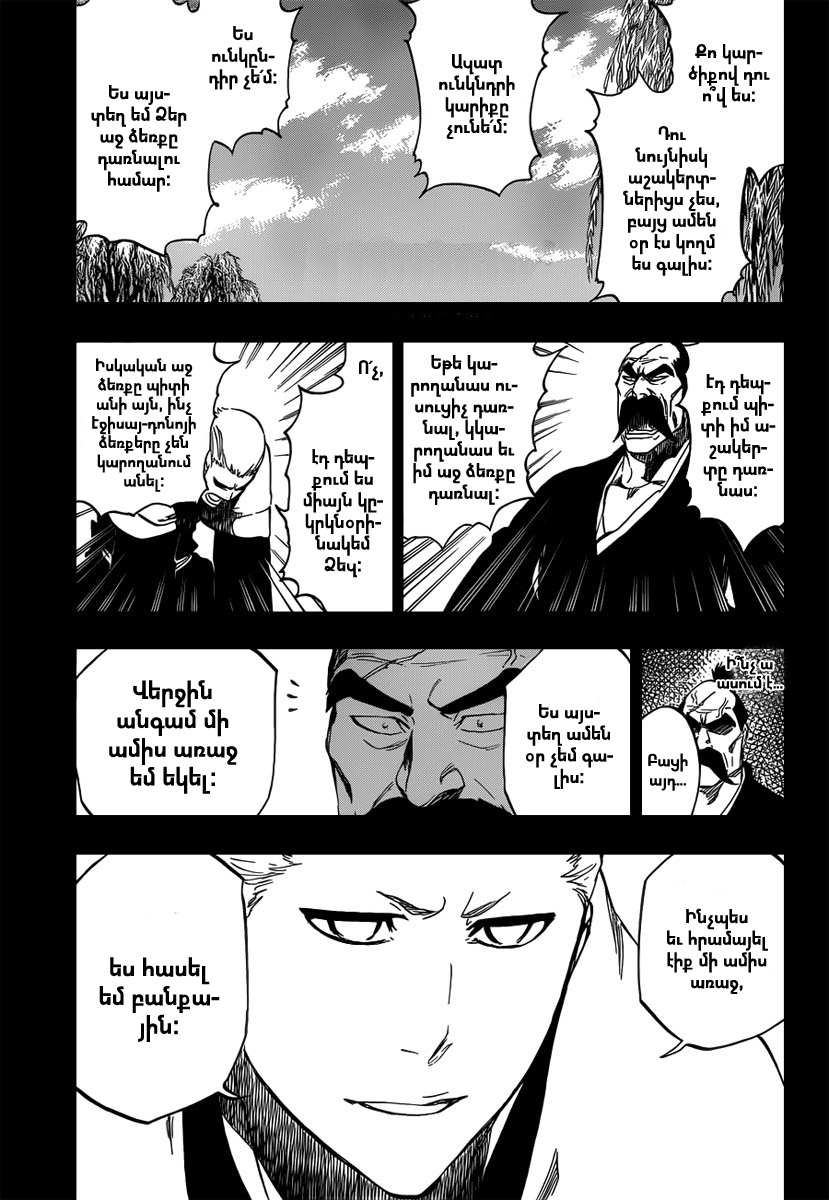 Քո կար-
ծիքով դու
ո՞վ ես:
Դու
նույնիսկ
աշակերտ-
ներիցս չես,
բայց ամեն
օր էս կողմ
ես գալիս:
Ապատ
ունկնդրի
կարիքը
չունե՛մ:
Ես
ունկըն-
դիր չե՛մ:
Ես այս-
տեղ եմ Ձեր
աջ ձեռքը
դառնալու
համար:
էդ դեպ-
քում պի-
տի իմ ա-
շակեր-
տը դառ-
նաս:
Եթե կա-
րողանաս ու-
սուցիչ դառ-
նալ, կկա-
րողանաս եւ
իմ աջ ձեռքը
դառնալ:
Ո՛չ,
էդ դեպ-
քում ես
միայն կը-
կրկնօրի-
նակեմ
Ձեզ:
Իսկական աջ
ձեռքը պիտի
անի այն, ինչ
էջիսայ-դոնոյի
ձեռքերը չեն
կարողանում
անել:
Ի՞նչ ա
ասում է...
Բացի
այդ...
Ես այս-
տեղ ամեն
օր չեմ գա-
լիս:
Վերջին
անգամ մի
ամիս առաջ
եմ եկել:
Ինչպես
եւ հրամայել
էիք մի ամիս
առաջ,
ես հասել
եմ բանքա-
յին: